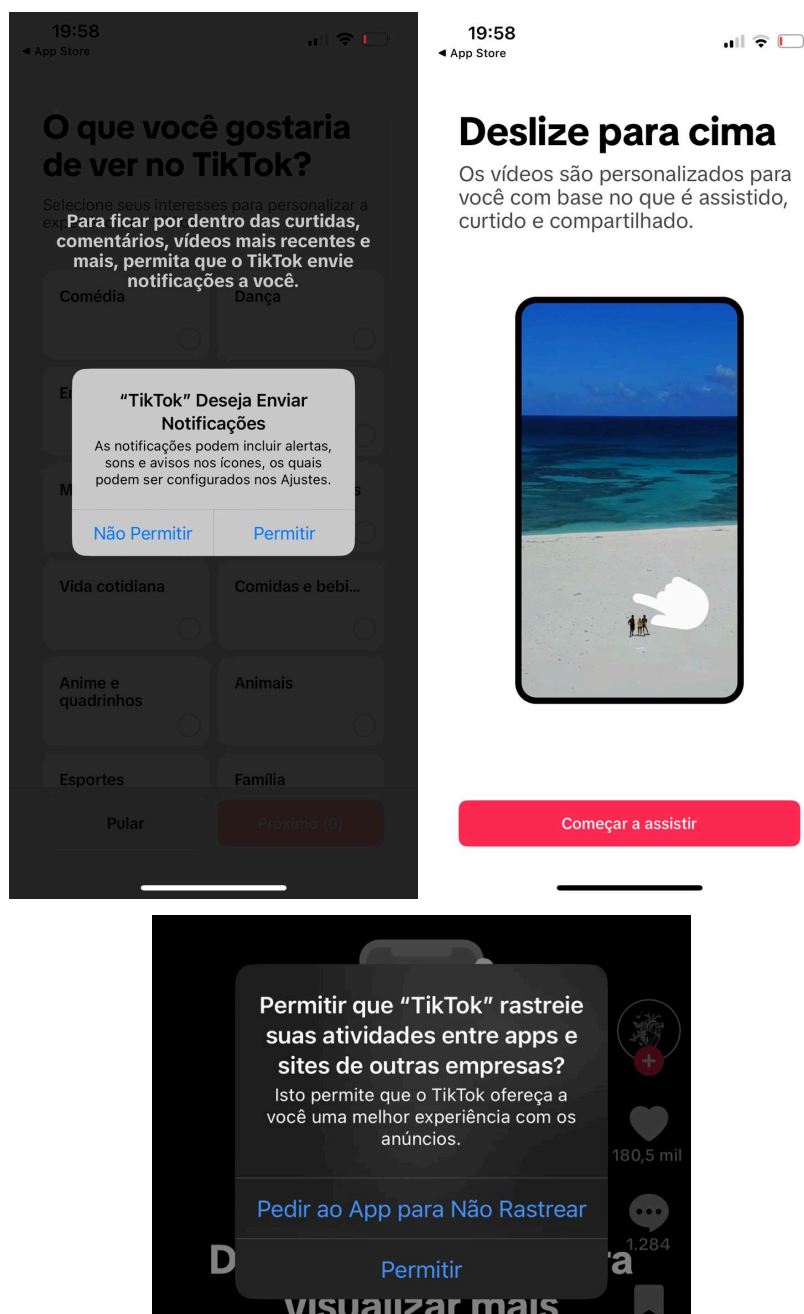 19:58
◀ App Store
O que você gostaria
de ver no TikTok?
Selecione seus interesses para personalizar a
Para ficar por dentro das curtidas,
comentários, vídeos mais recentes e
mais, permita que o TikTok envie
notificações a você.
Comédia
Dança
“TikTok” Deseja Enviar
Notificações
As notificações podem incluir alertas,
sons e avisos nos ícones, os quais
podem ser configurados nos Ajustes.
Não Permitir
Permitir
Vida cotidiana
Comidas e bebi...
Anime e
quadrinhos
Animais
Esportes
Família
Pular
Próximo (0)
19:58
◀ App Store
Deslize para cima
Os vídeos são personalizados para
você com base no que é assistido,
curtido e compartilhado.
Começar a assistir
Permitir que “TikTok” rastreie
suas atividades entre apps e
sites de outras empresas?
Isto permite que o TikTok ofereça a
você uma melhor experiência com os
anúncios.
180,5 mil
Pedir ao App para Não Rastrear
1.284
Permitir
visualizar mais